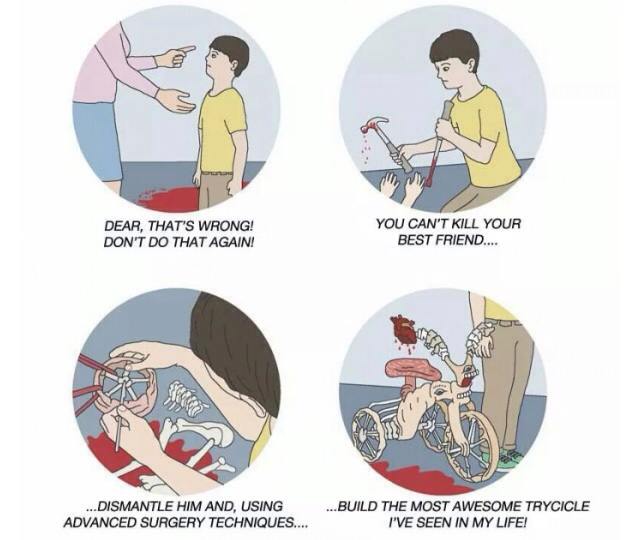 DEAR, THAT'S WRONG!
DON'T DO THAT AGAIN!
YOU CAN'T KILL YOUR
BEST FRIEND....
...DISMANTLE HIM AND, USING
ADVANCED SURGERY TECHNIQUES....
...BUILD THE MOST AWESOME TRYCICLE
I'VE SEEN IN MY LIFE!